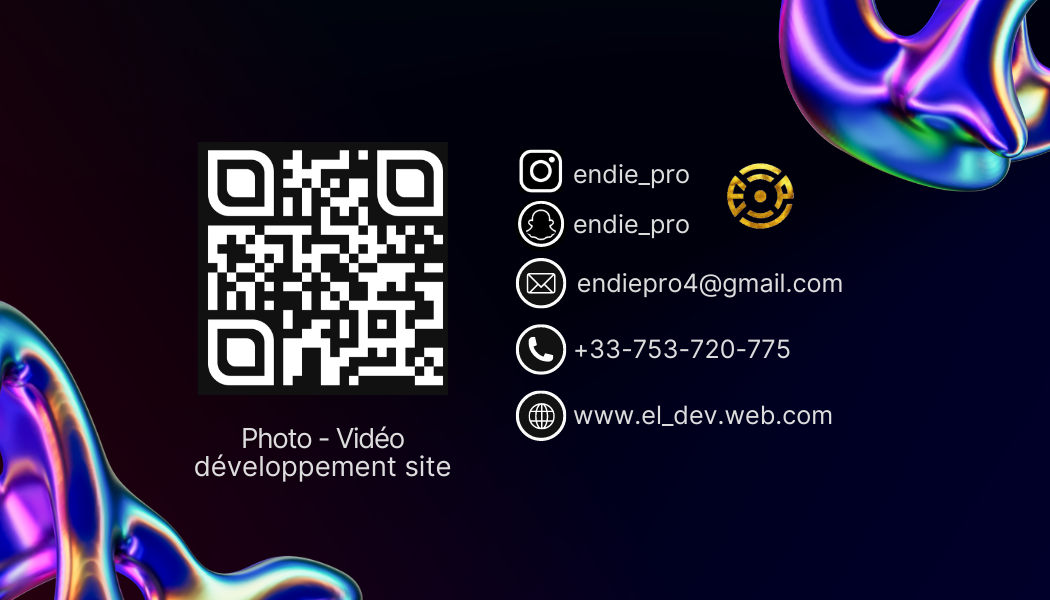 endie_pro
endie_pro
endiepro4@gmail.com
+33-753-720-775
www.el_dev.web.com
Photo - Vidéo
développement site